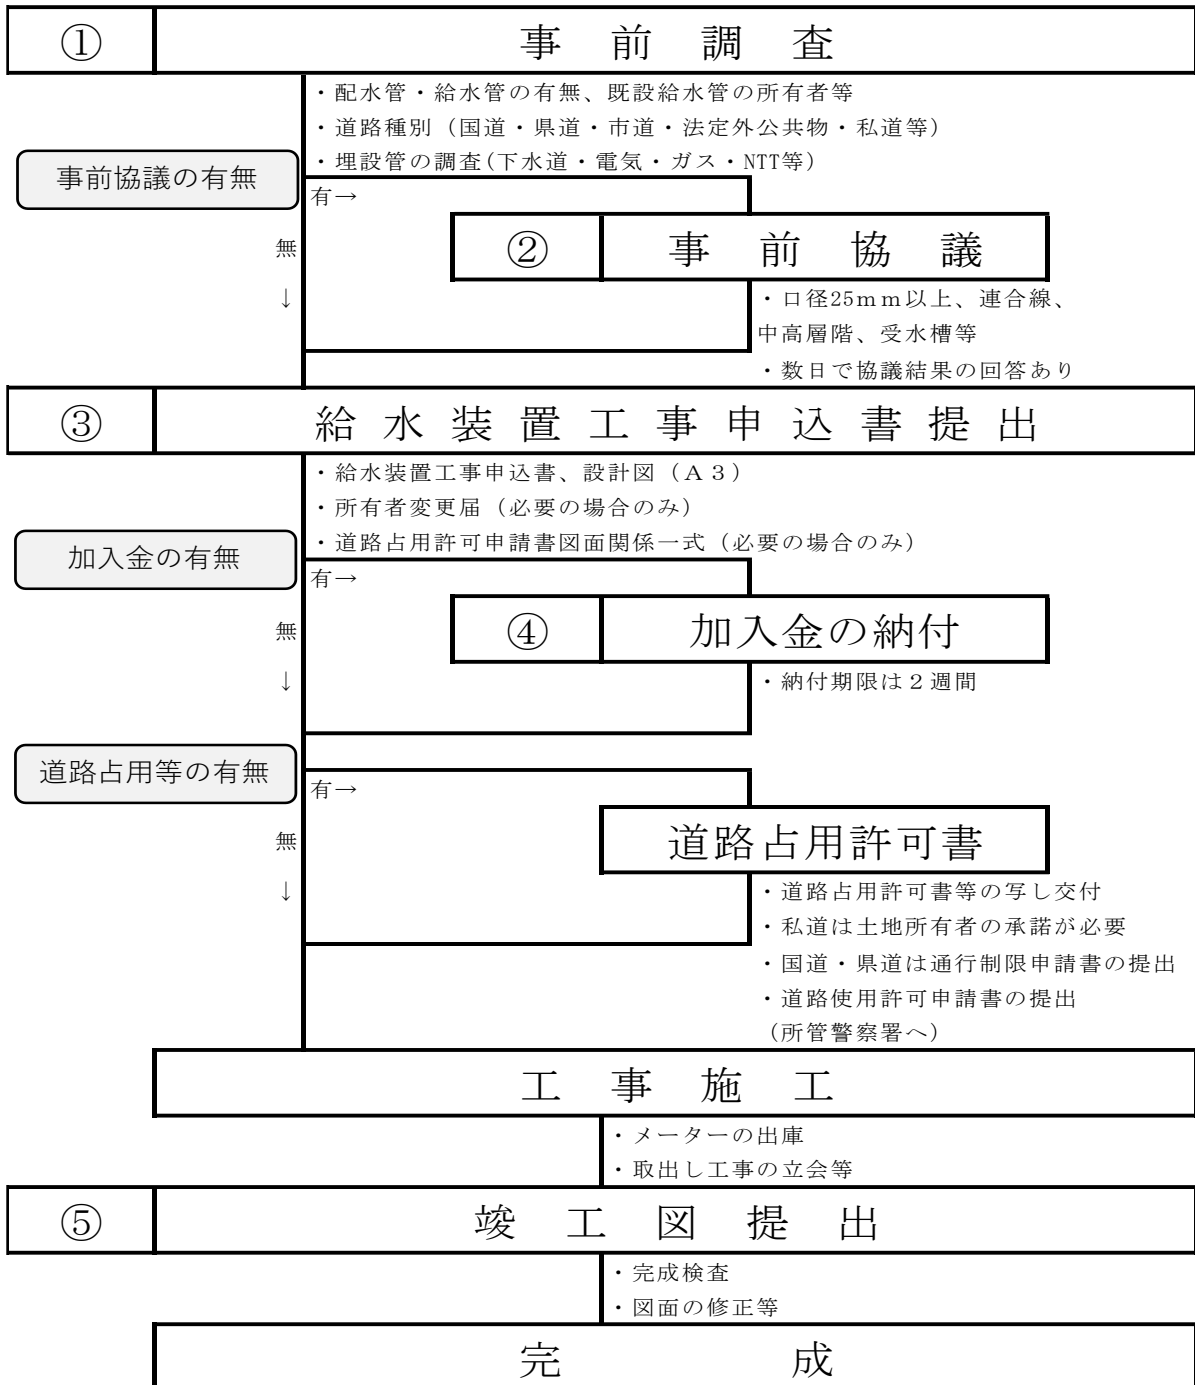 ① 事前調査
・配水管・給水管の有無、既設給水管の所有者等
・道路種別（国道・県道・市道・法定外公共物・私道等）
・埋設管の調査(下水道・電気・ガス・NTT等)
事前協議の有無
有→
無
↓
② 事前協議
・口径25mm以上、連合線、
中高層階、受水槽等
・数日で協議結果の回答あり
③ 給水装置工事申込書提出
・給水装置工事申込書、設計図（A3）
・所有者変更届（必要の場合のみ）
・道路占用許可申請書図面関係一式（必要の場合のみ）
加入金の有無
有→
無
↓
④ 加入金の納付
・納付期限は２週間
道路占用等の有無
有→
無
↓
道路占用許可書
・道路占用許可書等の写し交付
・私道は土地所有者の承諾が必要
・国道・県道は通行制限申請書の提出
・道路使用許可申請書の提出
（所管警察署へ）
工事施工
・メーターの出庫
・取出し工事の立会等
⑤ 竣工図提出
・完成検査
・図面の修正等
完成